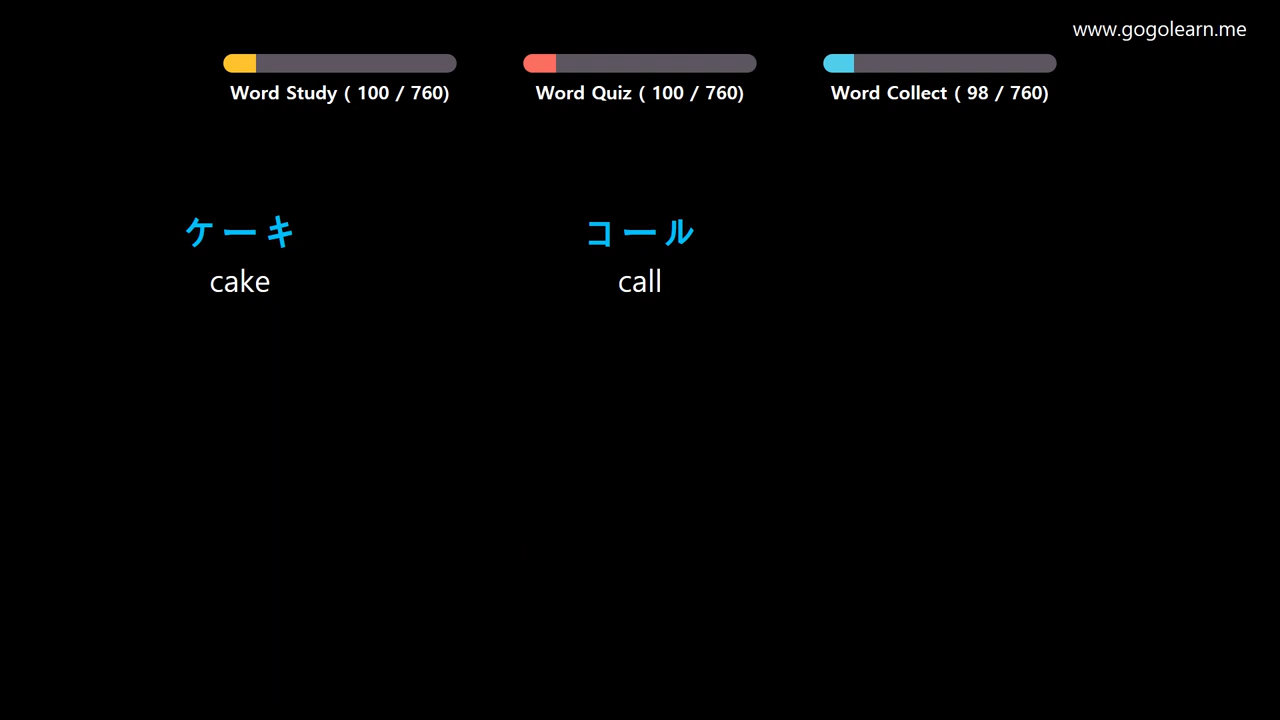 www.gogolearn.me
Word Study ( 100 / 760)
Word Quiz ( 100 / 760)
Word Collect ( 98 / 760)
ケーキ
cake
コール
call